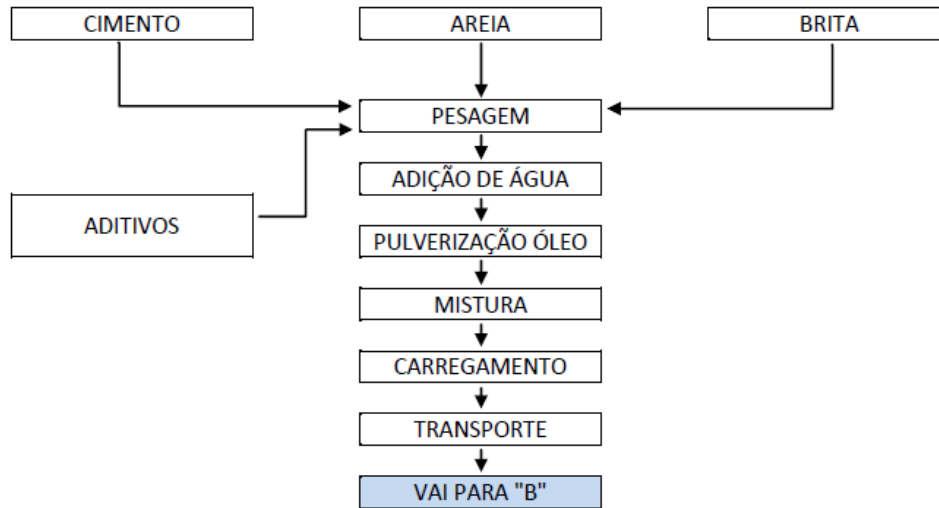 CIMENTO
AREIA
BRITA
PESAGEM
ADIÇÃO DE ÁGUA
ADITIVOS
PULVERIZAÇÃO ÓLEO
MISTURA
CARREGAMENTO
TRANSPORTE
VAI PARA "B"